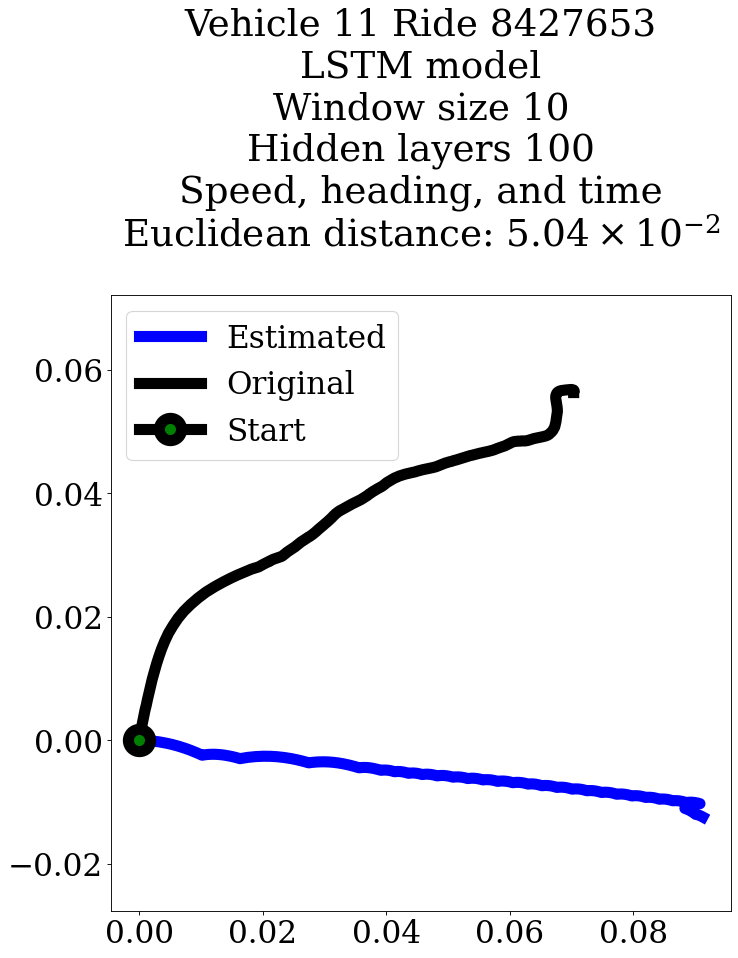 Vehicle 11 Ride 8427653
LSTM model
Window size 10
Hidden layers 100
Speed, heading, and time
Euclidean distance: 5.04 × 10⁻²
Estimated
Original
Start
0.06
0.04
0.02
0.00
−0.02
0.00 0.02 0.04 0.06 0.08